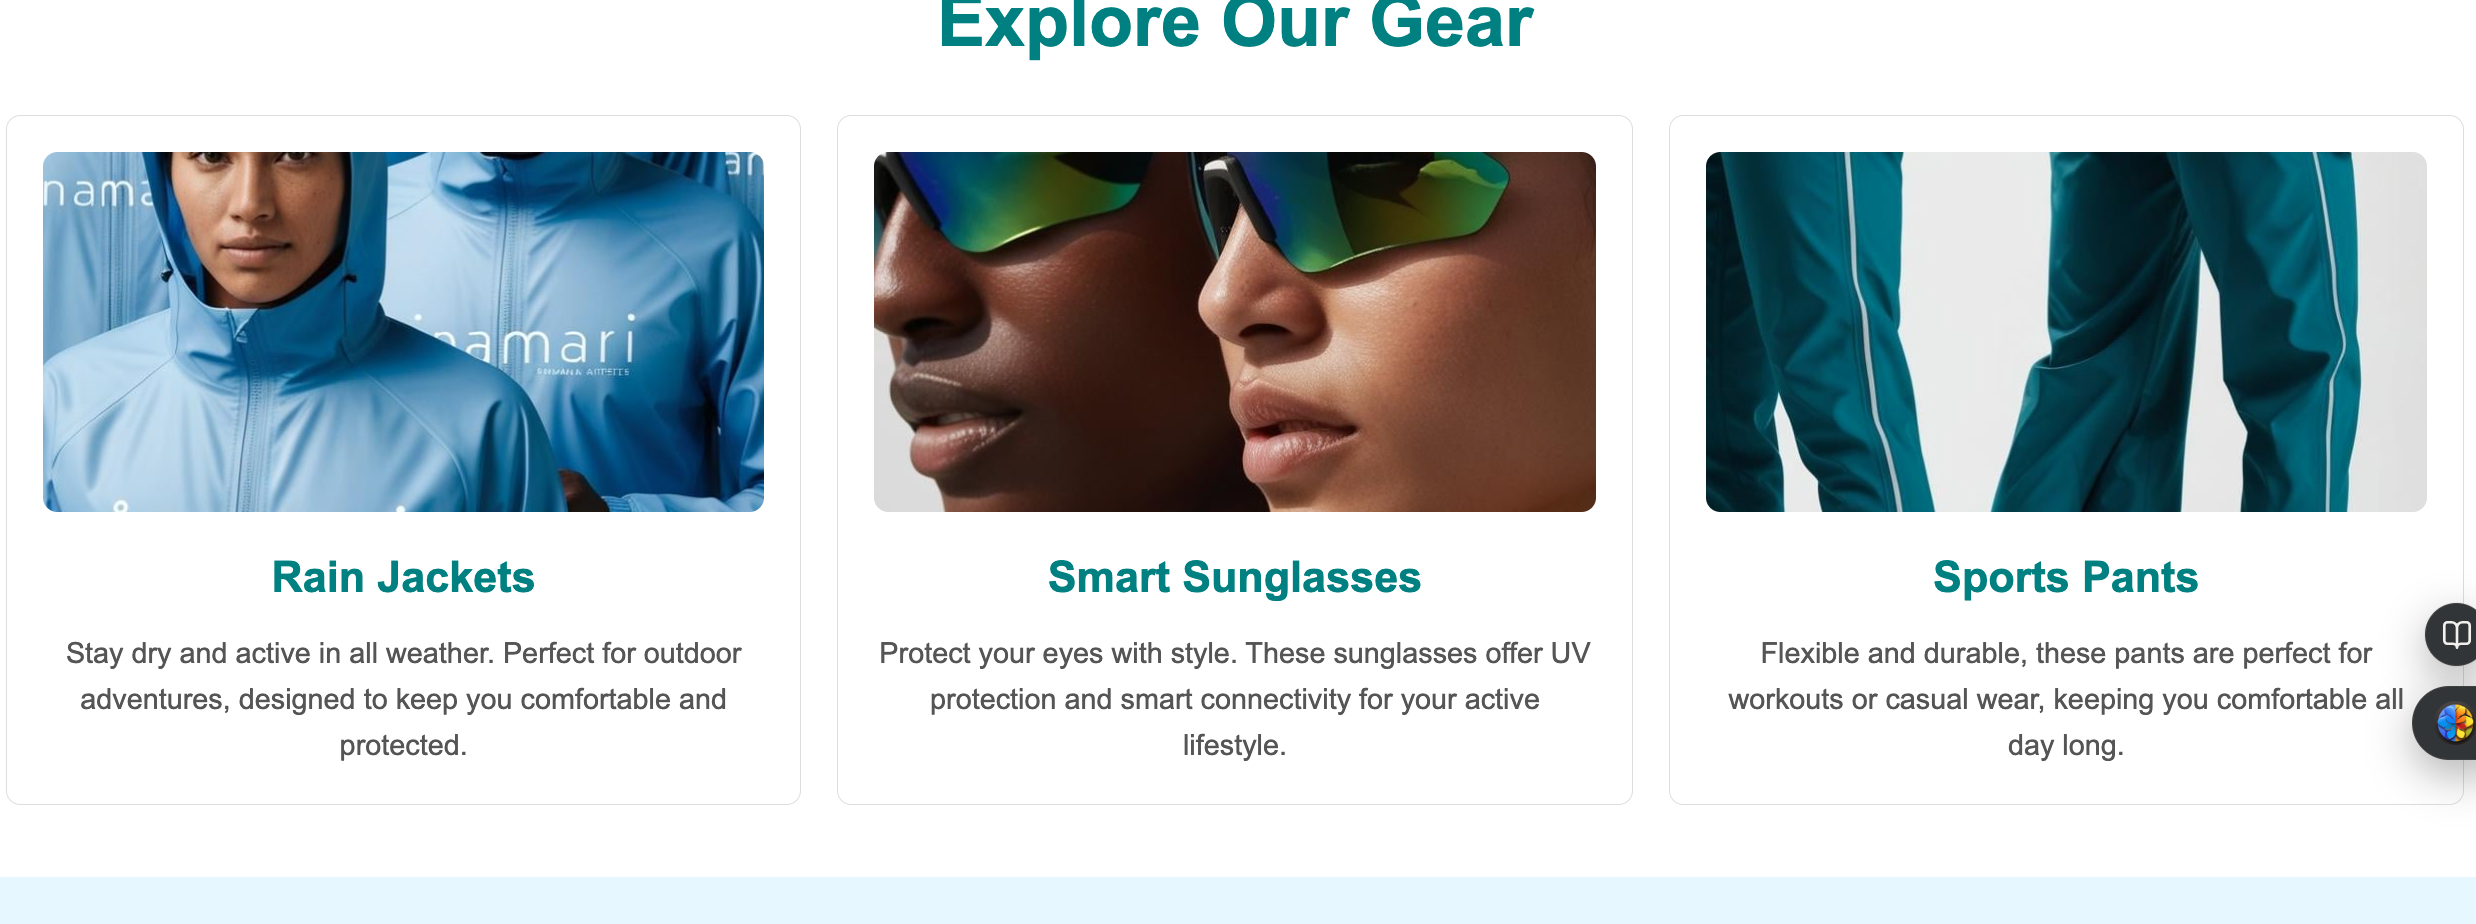 Explore Our Gear
nama
an
inamari
Rain Jackets
Smart Sunglasses
Sports Pants
Stay dry and active in all weather. Perfect for outdoor
adventures, designed to keep you comfortable and
protected.
Protect your eyes with style. These sunglasses offer UV
protection and smart connectivity for your active
lifestyle.
Flexible and durable, these pants are perfect for
workouts or casual wear, keeping you comfortable all
day long.